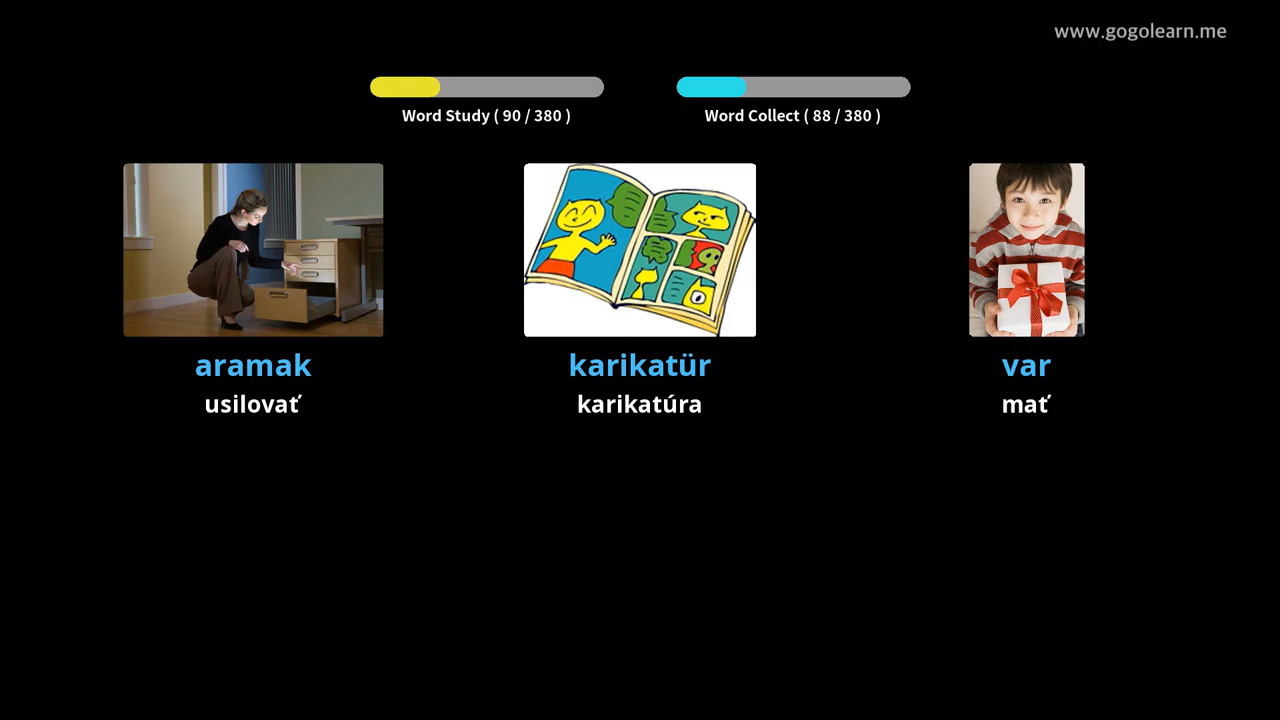 www.gogolearn.me
Word Study ( 90 / 380 )
Word Collect ( 88 / 380 )
aramak
usilovať
karikatür
karikatúra
var
mať